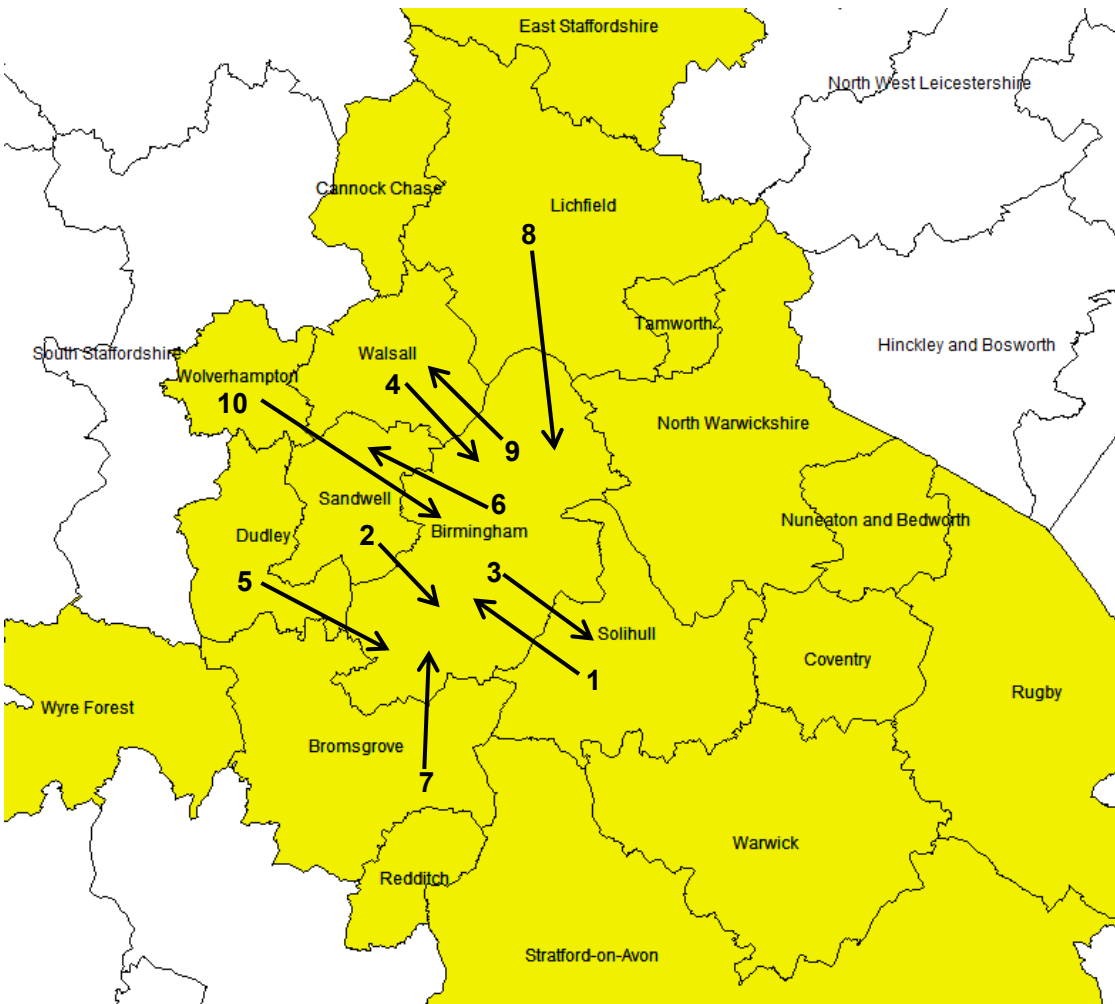 East Staffordshire
North West Leicestershire
Cannock Chase
Lichfield
8
Tamworth
South Staffordshire
Walsall
Hinckley and Bosworth
Wolverhampton
4
10
North Warwickshire
9
Sandwell
6
Nuneaton and Bedworth
Dudley
2
Birmingham
5
3
Solihull
Coventry
1
Rugby
Wyre Forest
Bromsgrove
7
Warwick
Redditch
Stratford-on-Avon